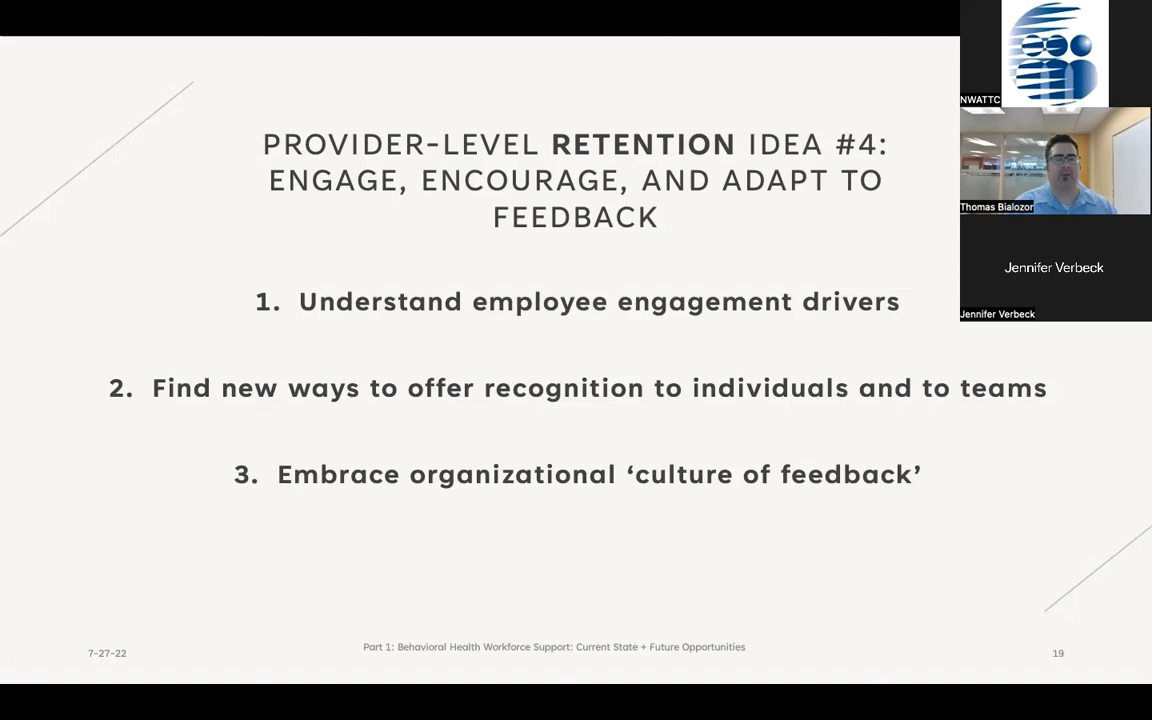 PROVIDER-LEVEL RETENTION IDEA #4:
ENGAGE, ENCOURAGE, AND ADAPT TO
FEEDBACK
1. Understand employee engagement drivers
2. Find new ways to offer recognition to individuals and to teams
3. Embrace organizational ‘culture of feedback’
7-27-22
Part 1: Behavioral Health Workforce Support: Current State + Future Opportunities
19
NWATTC
Thomas Bialozor
Jennifer Verbeck
Jennifer Verbeck